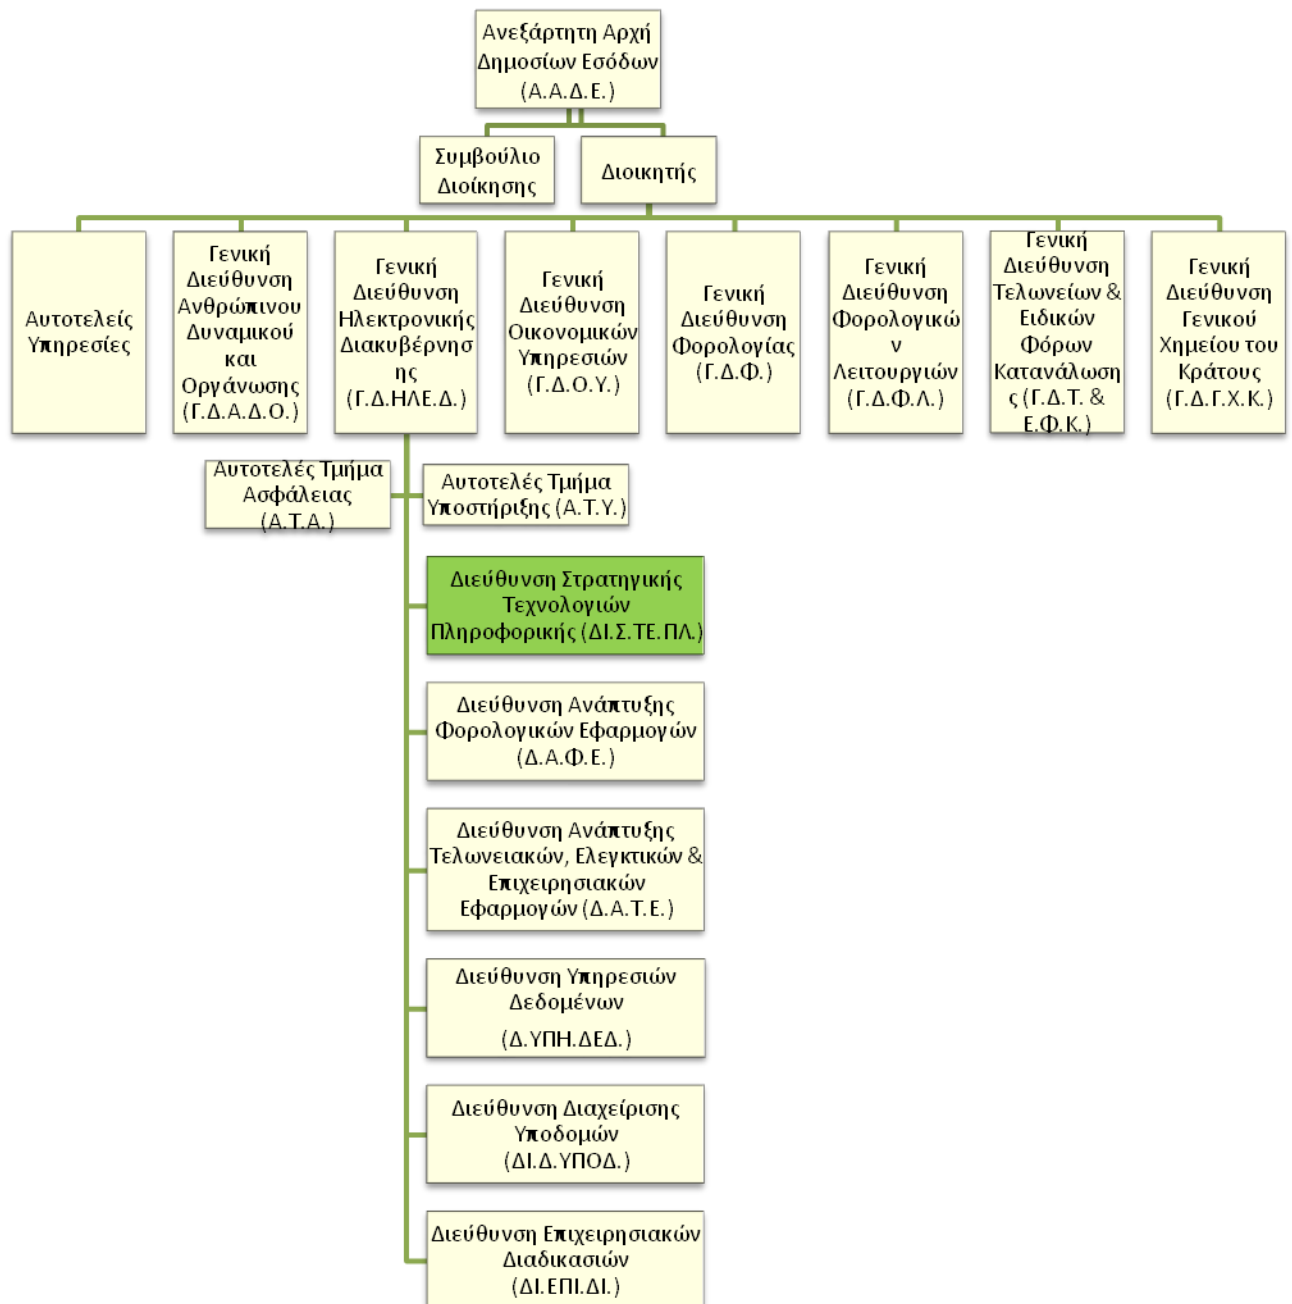 Ανεξάρτητη Αρχή
Δημοσίων Εσόδων
(Α.Α.Δ.Ε.)
Συμβούλιο
Διοίκησης
Διοικητής
Αυτοτελείς
Υπηρεσίες
Γενική
Διεύθυνση
Ανθρώπινου
Δυναμικού
και
Οργάνωσης
(Γ.Δ.Α.Δ.Ο.)
Γενική
Διεύθυνση
Ηλεκτρονικής
Διακυβέρνησ
ης
(Γ.Δ.ΗΛΕ.Δ.)
Γενική
Διεύθυνση
Οικονομικών
Υπηρεσιών
(Γ.Δ.Ο.Υ.)
Γενική
Διεύθυνση
Φορολογίας
(Γ.Δ.Φ.)
Γενική
Διεύθυνση
Φορολογικώ
ν
Λειτουργιών
(Γ.Δ.Φ.Λ.)
Γενική
Διεύθυνση
Τελωνείων &
Ειδικών
Φόρων
Κατανάλωση
ς (Γ.Δ.Τ. &
Ε.Φ.Κ.)
Γενική
Διεύθυνση
Γενικού
Χημείου του
Κράτους
(Γ.Δ.Γ.Χ.Κ.)
Αυτοτελές Τμήμα
Ασφάλειας
(Α.Τ.Α.)
Αυτοτελές Τμήμα
Υποστήριξης (Α.Τ.Υ.)
Διεύθυνση Στρατηγικής
Τεχνολογιών
Πληροφορικής (ΔΙ.Σ.ΤΕ.ΠΛ.)
Διεύθυνση Ανάπτυξης
Φορολογικών Εφαρμογών
(Δ.Α.Φ.Ε.)
Διεύθυνση Ανάπτυξης
Τελωνειακών, Ελεγκτικών &
Επιχειρησιακών
Εφαρμογών (Δ.Α.Τ.Ε.)
Διεύθυνση Υπηρεσιών
Δεδομένων
(Δ.ΥΠΗ.ΔΕΔ.)
Διεύθυνση Διαχείρισης
Υποδομών
(ΔΙ.Δ.ΥΠΟΔ.)
Διεύθυνση Επιχειρησιακών
Διαδικασιών
(ΔΙ.ΕΠΙ.ΔΙ.)